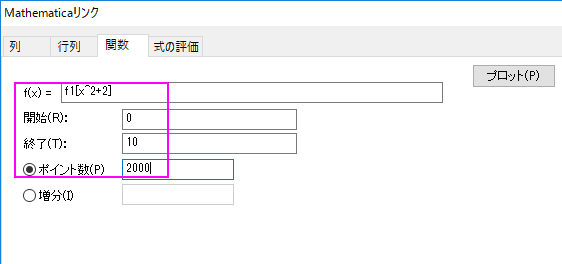 Mathematicaリンク
列 行列 関数 式の評価
プロット(P)
f(x) = f1[x^2+2]
開始(R): 0
終了(T): 10
ポイント数(P) 2000
増分(I)